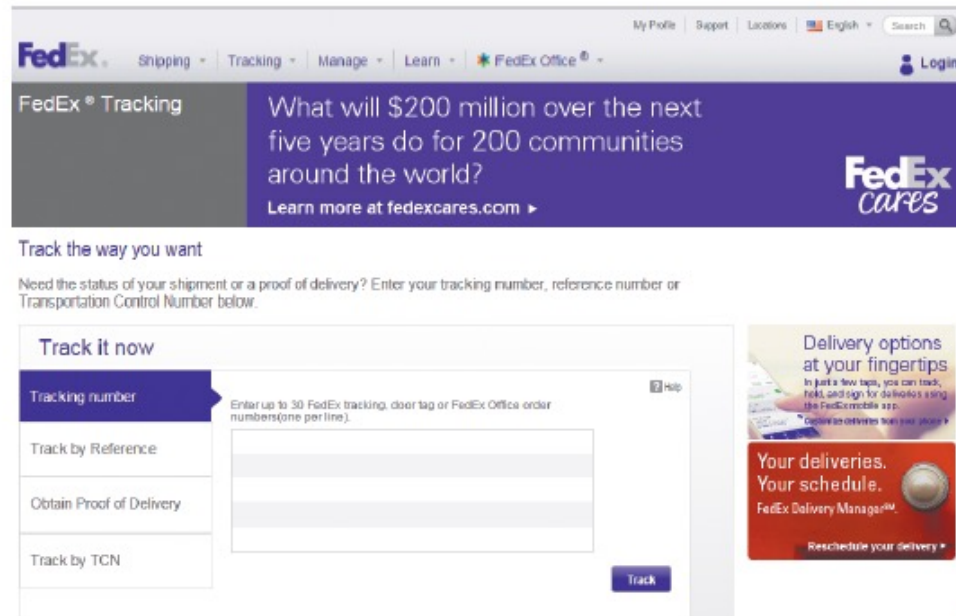 My Profile Support Locations English Search
FedEx. Shipping Tracking Manage Learn FedEx Office ® Login
FedEx ® Tracking
What will $200 million over the next
five years do for 200 communities
around the world?
Learn more at fedexcares.com ▸
FedEx
cares
Track the way you want
Need the status of your shipment or a proof of delivery? Enter your tracking number, reference number or
Transportation Control Number below.
Track it now
Tracking number
Track by Reference
Obtain Proof of Delivery
Track by TCN
? Help
Enter up to 30 FedEx tracking, door tag or FedEx Office order
numbers(one per line).
Track
Delivery options
at your fingertips
In just a few taps, you can track,
hold, and sign for deliveries using
the FedEx mobile app.
Customize deliveries from your phone ▸
Your deliveries.
Your schedule.
FedEx Delivery Manager℠.
Reschedule your delivery ▸